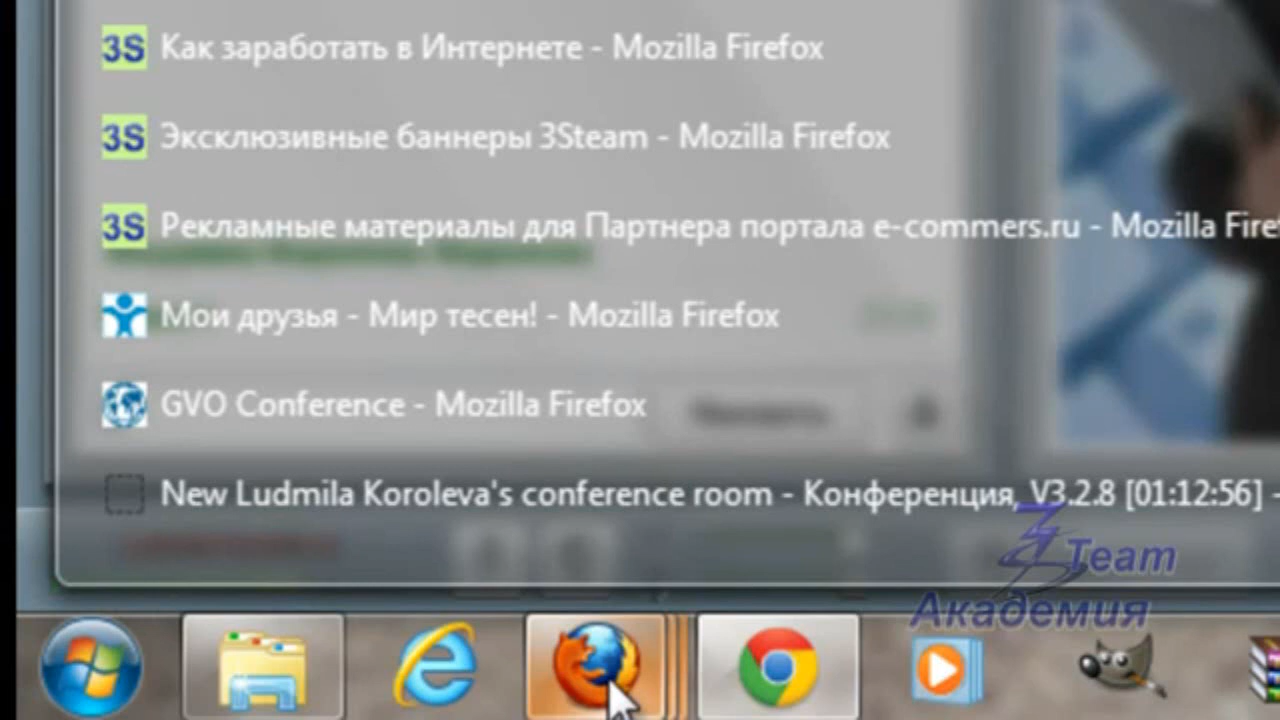 3S Как заработать в Интернете - Mozilla Firefox
3S Эксклюзивные баннеры 3Steam - Mozilla Firefox
3S Рекламные материалы для Партнера портала e-commers.ru - Mozilla
Мои друзья - Мир тесен! - Mozilla Firefox
GVO Conference - Mozilla Firefox
New Ludmila Koroleva's conference room - Конференция, V3.2.8 [01:12:56] -
3S Team
Академия